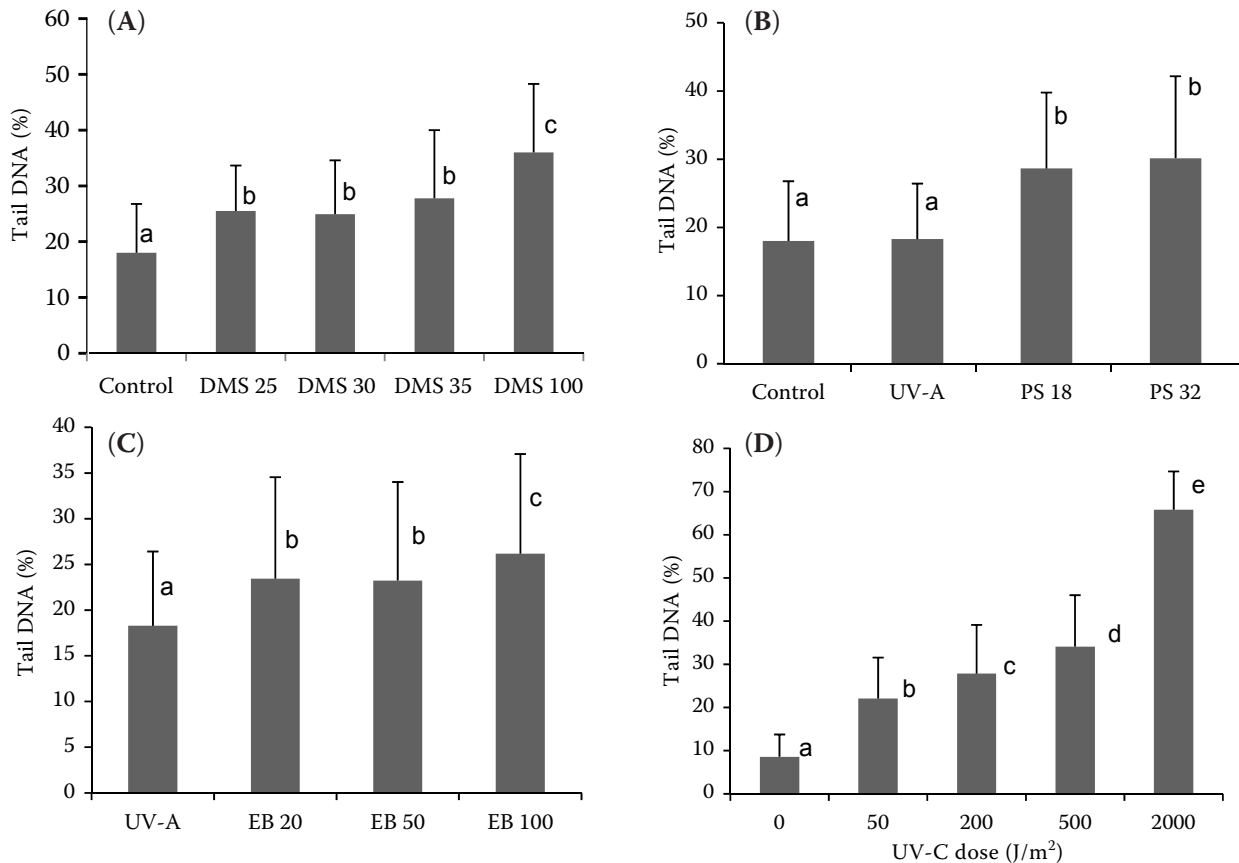 (A)
60
50
40
30
20
10
0
Tail DNA (%)
a
b
b
b
c
Control DMS 25 DMS 30 DMS 35 DMS 100
(B)
50
40
30
20
10
0
Tail DNA (%)
a
a
b
b
Control UV-A PS 18 PS 32
(C)
40
35
30
25
20
15
10
5
0
Tail DNA (%)
a
b
b
c
UV-A EB 20 EB 50 EB 100
(D)
80
70
60
50
40
30
20
10
0
Tail DNA (%)
a
b
c
d
e
0 50 200 500 2000
UV-C dose (J/m²)